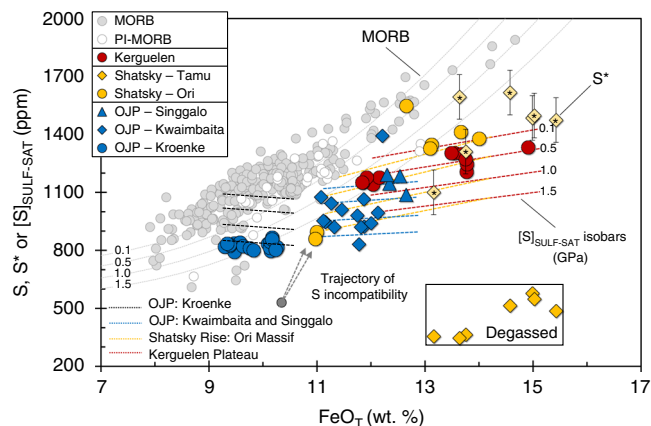 MORB
PI-MORB
Kerguelen
Shatsky – Tamu
Shatsky – Ori
OJP – Singgalo
OJP – Kwaimbaita
OJP – Kroenke
MORB
S*
0.1
0.5
1.0
1.5
[S]SULF-SAT isobars
(GPa)
0.1
0.5
1.0
1.5
Trajectory of
S incompatibility
OJP: Kroenke
OJP: Kwaimbaita and Singgalo
Shatsky Rise: Ori Massif
Kerguelen Plateau
Degassed
S, S* or [S]SULF-SAT (ppm)
2000
1800
1400
1100
800
600
200
7
9
11
13
15
17
FeOT (wt. %)